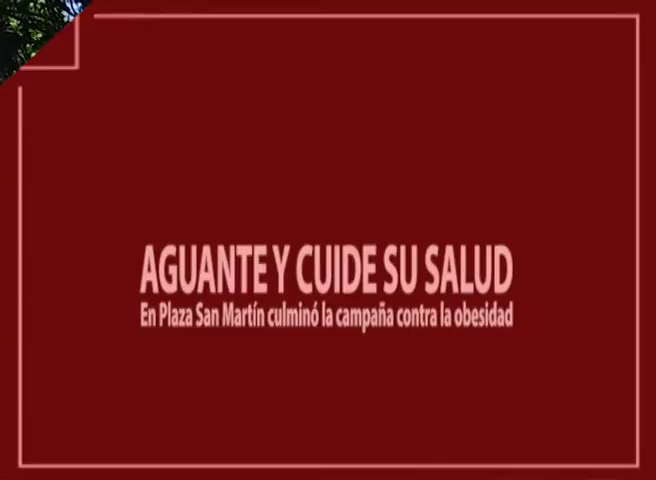 AGUANTE Y CUIDE SU SALUD
En Plaza San Martín culminó la campaña contra la obesidad